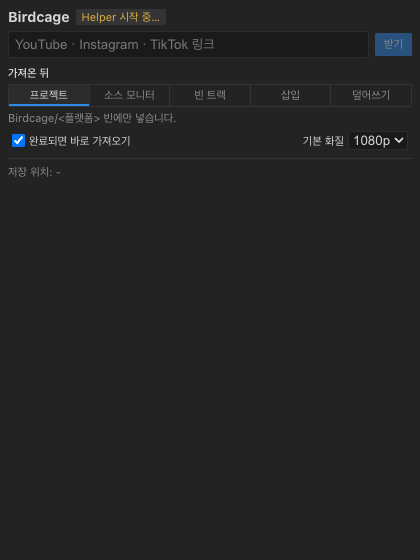 Birdcage Helper 시작 중…
YouTube · Instagram · TikTok 링크 받기
가져온 뒤
프로젝트 소스 모니터 빈 트랙 삽입 덮어쓰기
Birdcage/<플랫폼> 빈에만 넣습니다.
완료되면 바로 가져오기 기본 화질 1080p
저장 위치: -